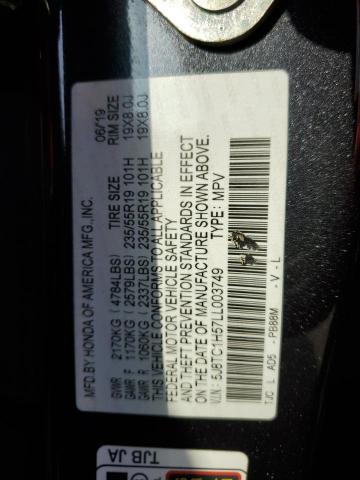 MFD.BY HONDA OF AMERICA MFG.,INC. 06/'19
TIRE SIZE RIM SIZE
GVWR 2170KG (4784LBS)
GAWR F 1170KG (2579LBS) 235/55R19 101H 19X8.0J
GAWR R 1060KG (2337LBS) 235/55R19 101H 19X8.0J
THIS VEHICLE CONFORMS TO ALL APPLICABLE
FEDERAL MOTOR VEHICLE SAFETY
AND THEFT PREVENTION STANDARDS IN EFFECT
ON THE DATE OF MANUFACTURE SHOWN ABOVE.
V.I.N.: 5J8TC1H57LL003749 TYPE: MPV
TJC L AD5 -PB88M -V-L
TJB JA